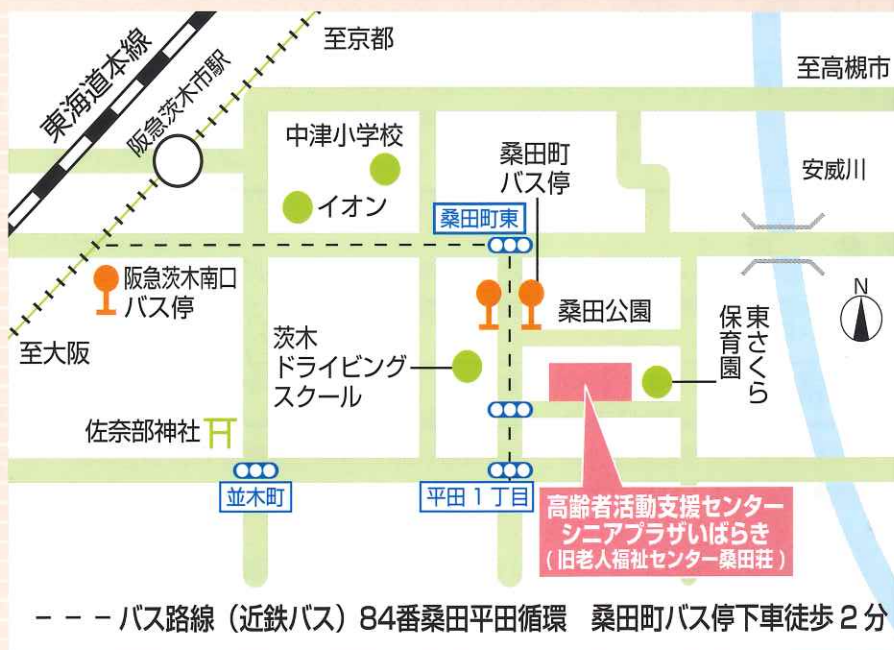 至京都
東海道本線
阪急茨木市駅
至高槻市
中津小学校
桑田町
バス停
安威川
イオン
桑田町東
阪急茨木南口
バス停
桑田公園
N
至大阪
茨木
ドライビング
スクール
東さくら
保育園
佐奈部神社
並木町
平田1丁目
高齢者活動支援センター
シニアプラザいばらき
(旧老人福祉センター桑田荘)
---バス路線(近鉄バス)84番桑田平田循環 桑田町バス停下車徒歩2分